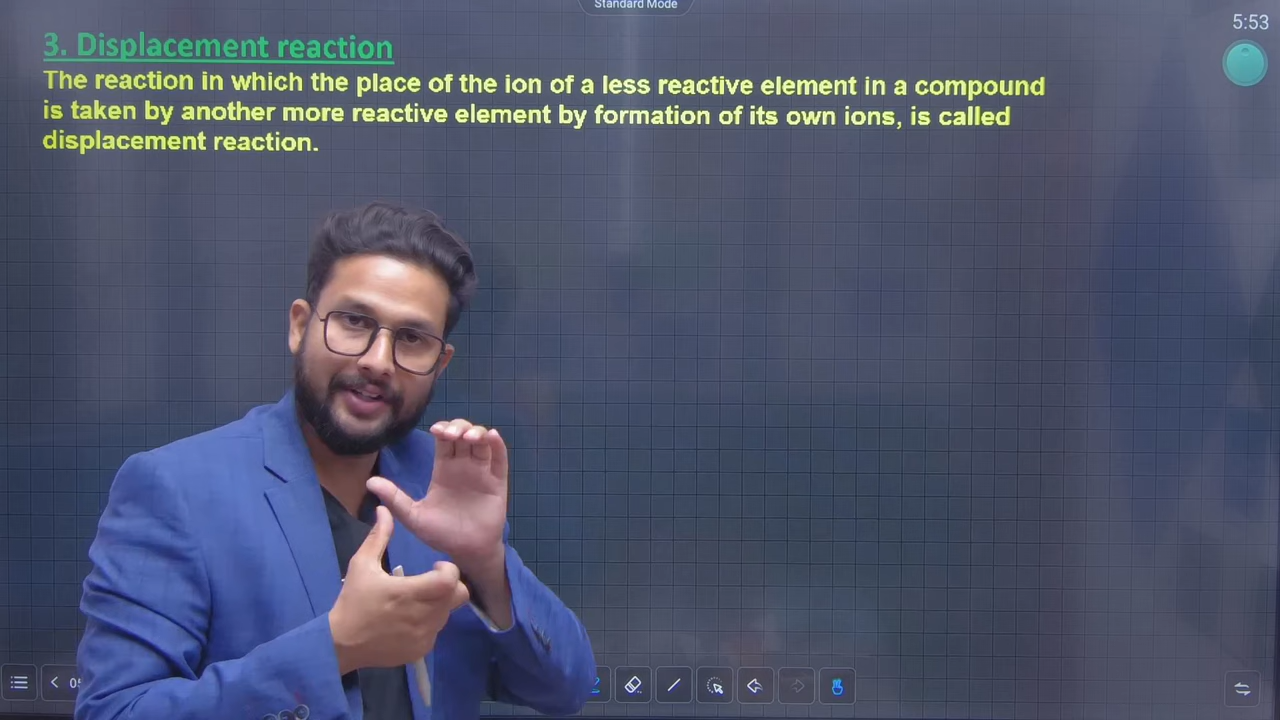 Standard Mode
5:53
3. Displacement reaction
The reaction in which the place of the ion of a less reactive element in a compound
is taken by another more reactive element by formation of its own ions, is called
displacement reaction.